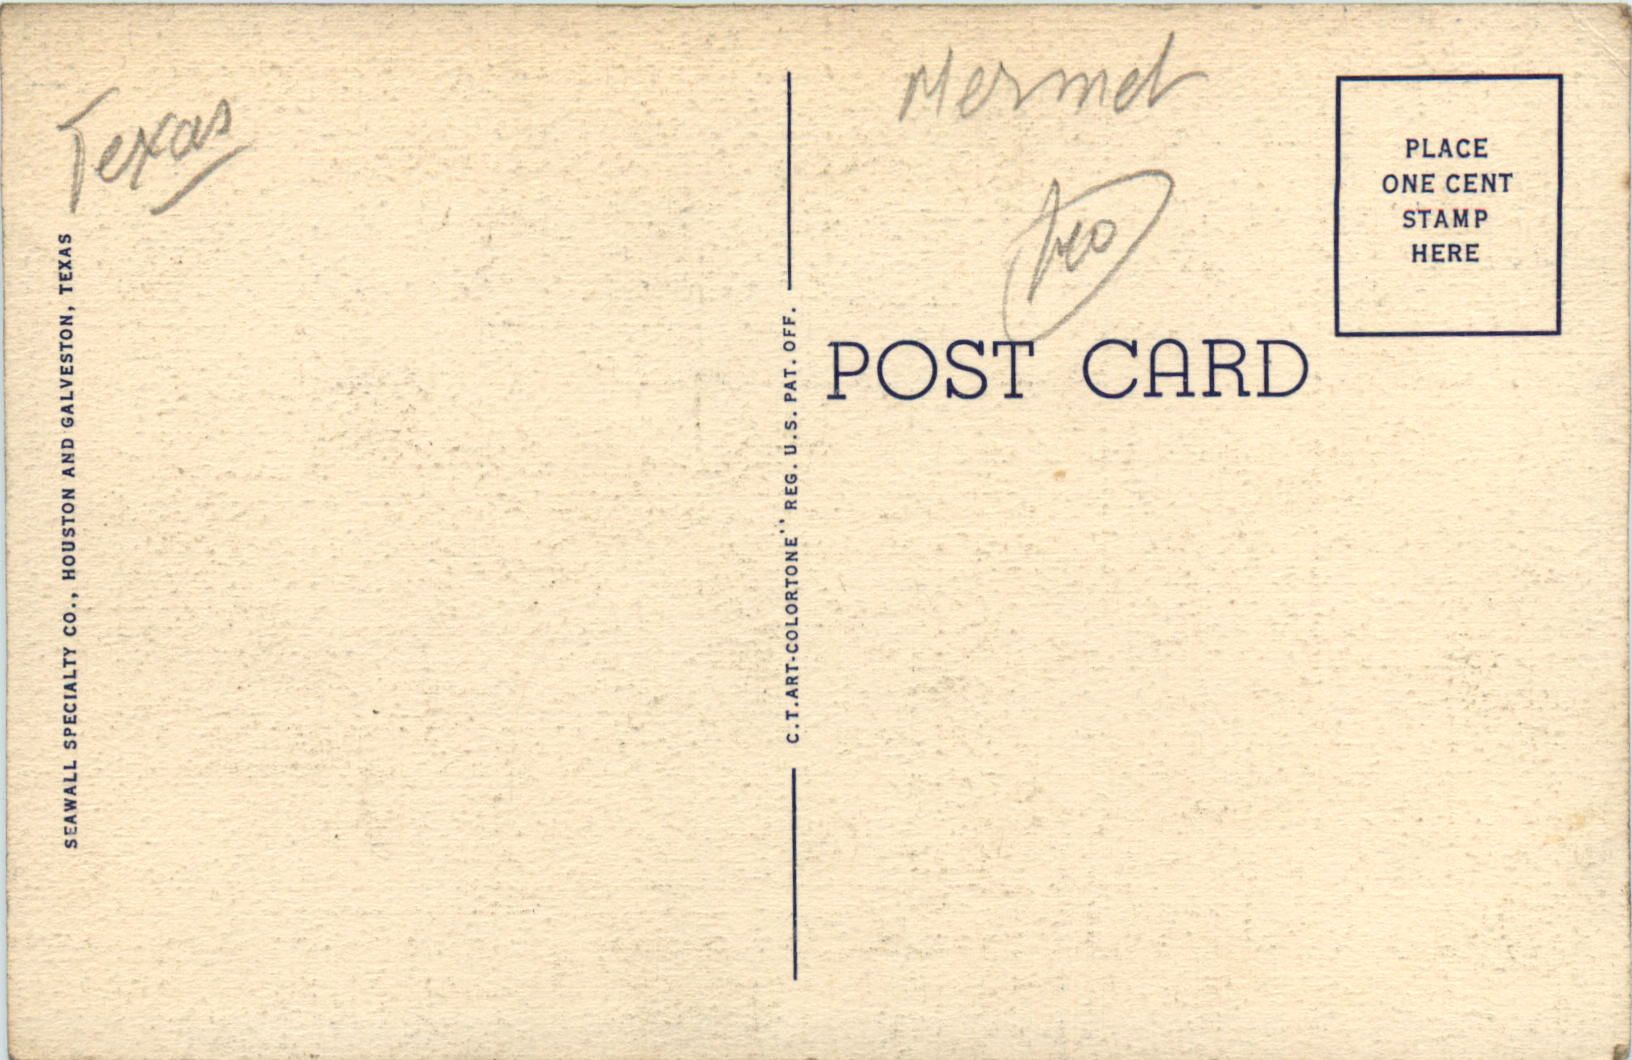 Texas
SEAWALL SPECIALTY CO., HOUSTON AND GALVESTON, TEXAS
C.T.ART-COLORTONE" REG. U.S. PAT. OFF.
POST CARD
PLACE
ONE CENT
STAMP
HERE